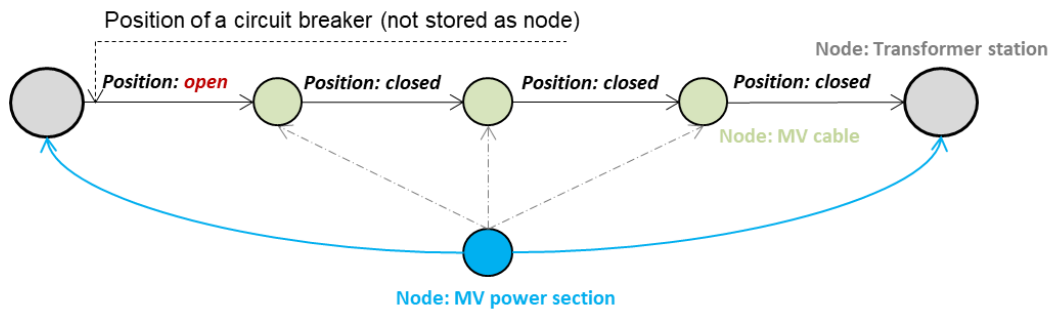 Position of a circuit breaker (not stored as node)
Node: Transformer station
Position: open
Position: closed
Position: closed
Position: closed
Node: MV cable
Node: MV power section